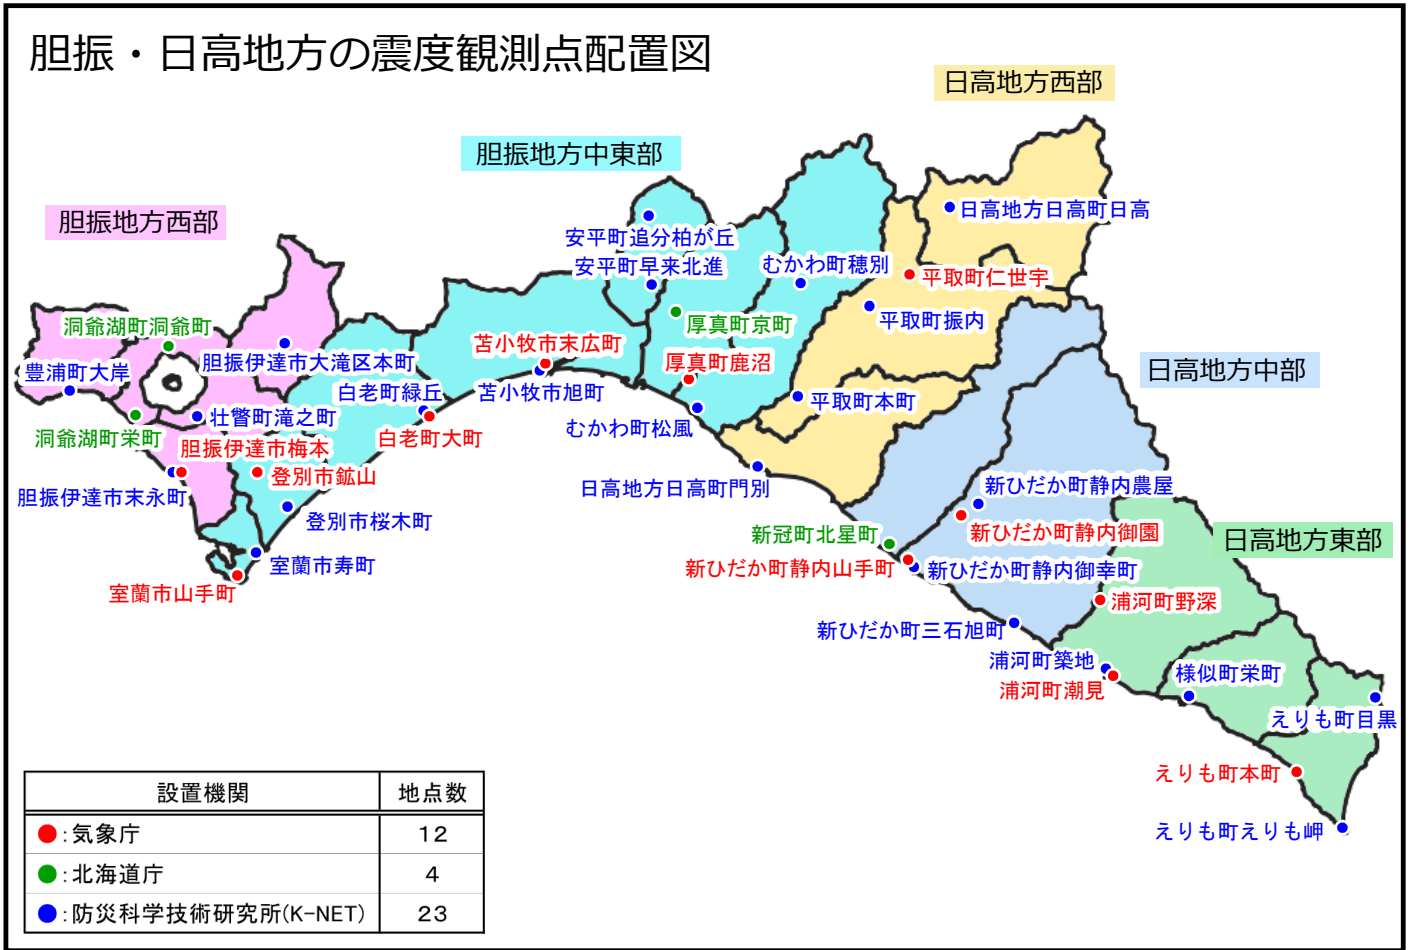 胆振・日高地方の震度観測点配置図
日高地方西部
胆振地方中東部
胆振地方西部
日高地方日高町日高
安平町追分柏が丘
安平町早来北進
むかわ町穂別
平取町仁世宇
平取町振内
洞爺湖町洞爺町
厚真町京町
苫小牧市末広町
胆振伊達市大滝区本町
厚真町鹿沼
豊浦町大岸
日高地方中部
白老町緑丘
苫小牧市旭町
平取町本町
壮瞥町滝之町
むかわ町松風
洞爺湖町栄町
白老町大町
胆振伊達市梅本
登別市鉱山
日高地方日高町門別
新ひだか町静内農屋
胆振伊達市末永町
登別市桜木町
新冠町北星町
新ひだか町静内御園
日高地方東部
室蘭市寿町
新ひだか町静内山手町
新ひだか町静内御幸町
室蘭市山手町
浦河町野深
新ひだか町三石旭町
浦河町築地
様似町栄町
浦河町潮見
えりも町目黒
えりも町本町
えりも町えりも岬
設置機関 地点数
：気象庁 12
：北海道庁 4
：防災科学技術研究所(K-NET) 23